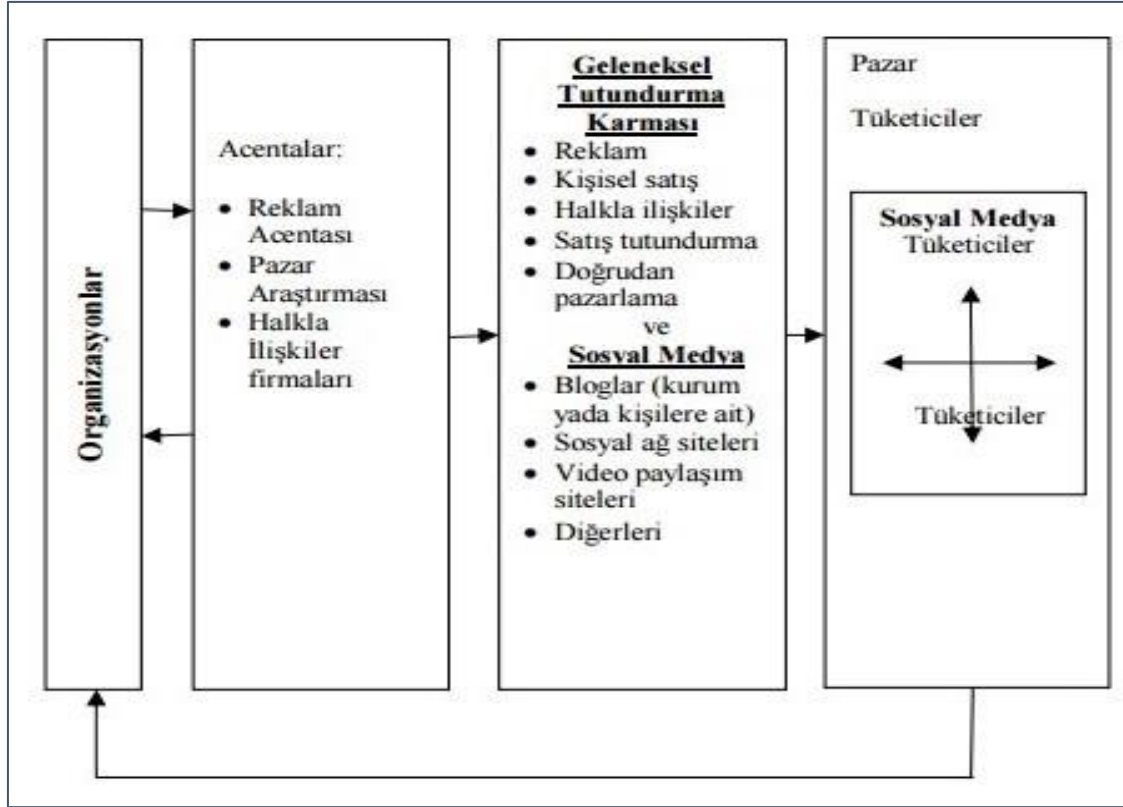 Organizasyonlar
Acentalar:
• Reklam
Acentası
• Pazar
Araştırması
• Halkla
İlişkiler
firmaları
Geleneksel
Tutundurma
Karması
• Reklam
• Kişisel satış
• Halkla ilişkiler
• Satış tutundurma
• Doğrudan
pazarlama
ve
Sosyal Medya
• Bloglar (kurum
yada kişilere ait)
• Sosyal ağ siteleri
• Video paylaşım
siteleri
• Diğerleri
Pazar
Tüketiciler
Sosyal Medya
Tüketiciler
Tüketiciler